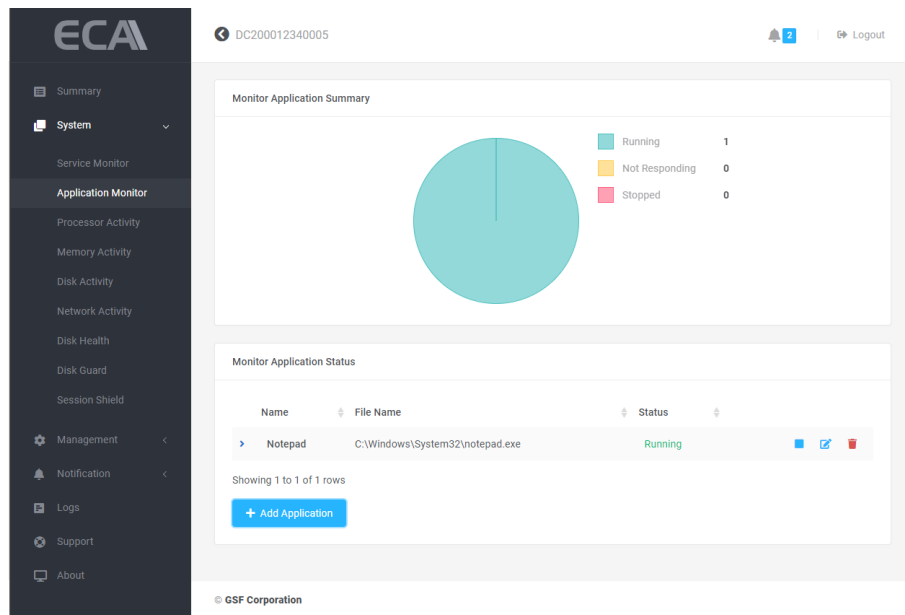 ECA
DC200012340005
2
Logout
Summary
System
Service Monitor
Application Monitor
Processor Activity
Memory Activity
Disk Activity
Network Activity
Disk Health
Disk Guard
Session Shield
Management
Notification
Logs
Support
About
Monitor Application Summary
Running 1
Not Responding 0
Stopped 0
Monitor Application Status
Name File Name Status
Notepad C:\Windows\System32\notepad.exe Running
Showing 1 to 1 of 1 rows
+ Add Application
© GSF Corporation